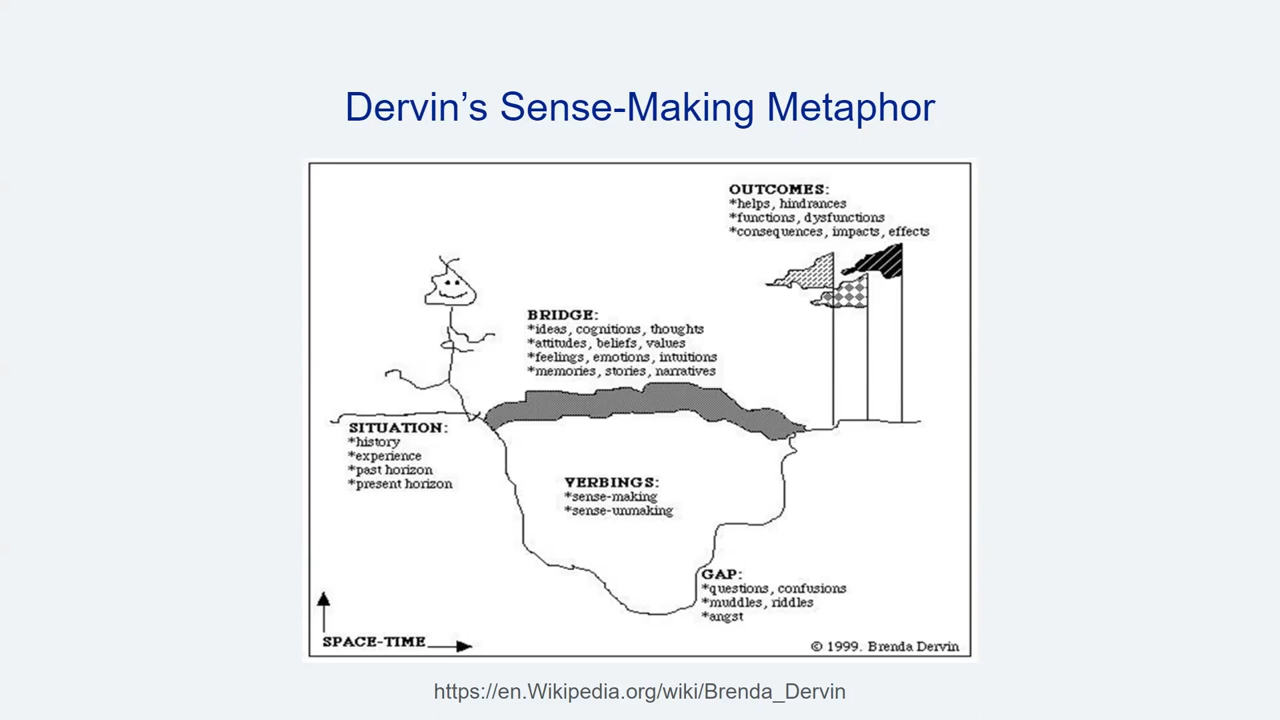 Dervin’s Sense-Making Metaphor
OUTCOMES:
*helps, hindrances
*functions, dysfunctions
*consequences, impacts, effects
BRIDGE:
*ideas, cognitions, thoughts
*attitudes, beliefs, values
*feelings, emotions, intuitions
*memories, stories, narratives
SITUATION:
*history
*experience
*past horizon
*present horizon
VERBINGS:
*sense-making
*sense-unmaking
GAP:
*questions, confusions
*muddles, riddles
*angst
SPACE-TIME
© 1999. Brenda Dervin
https://en.Wikipedia.org/wiki/Brenda_Dervin